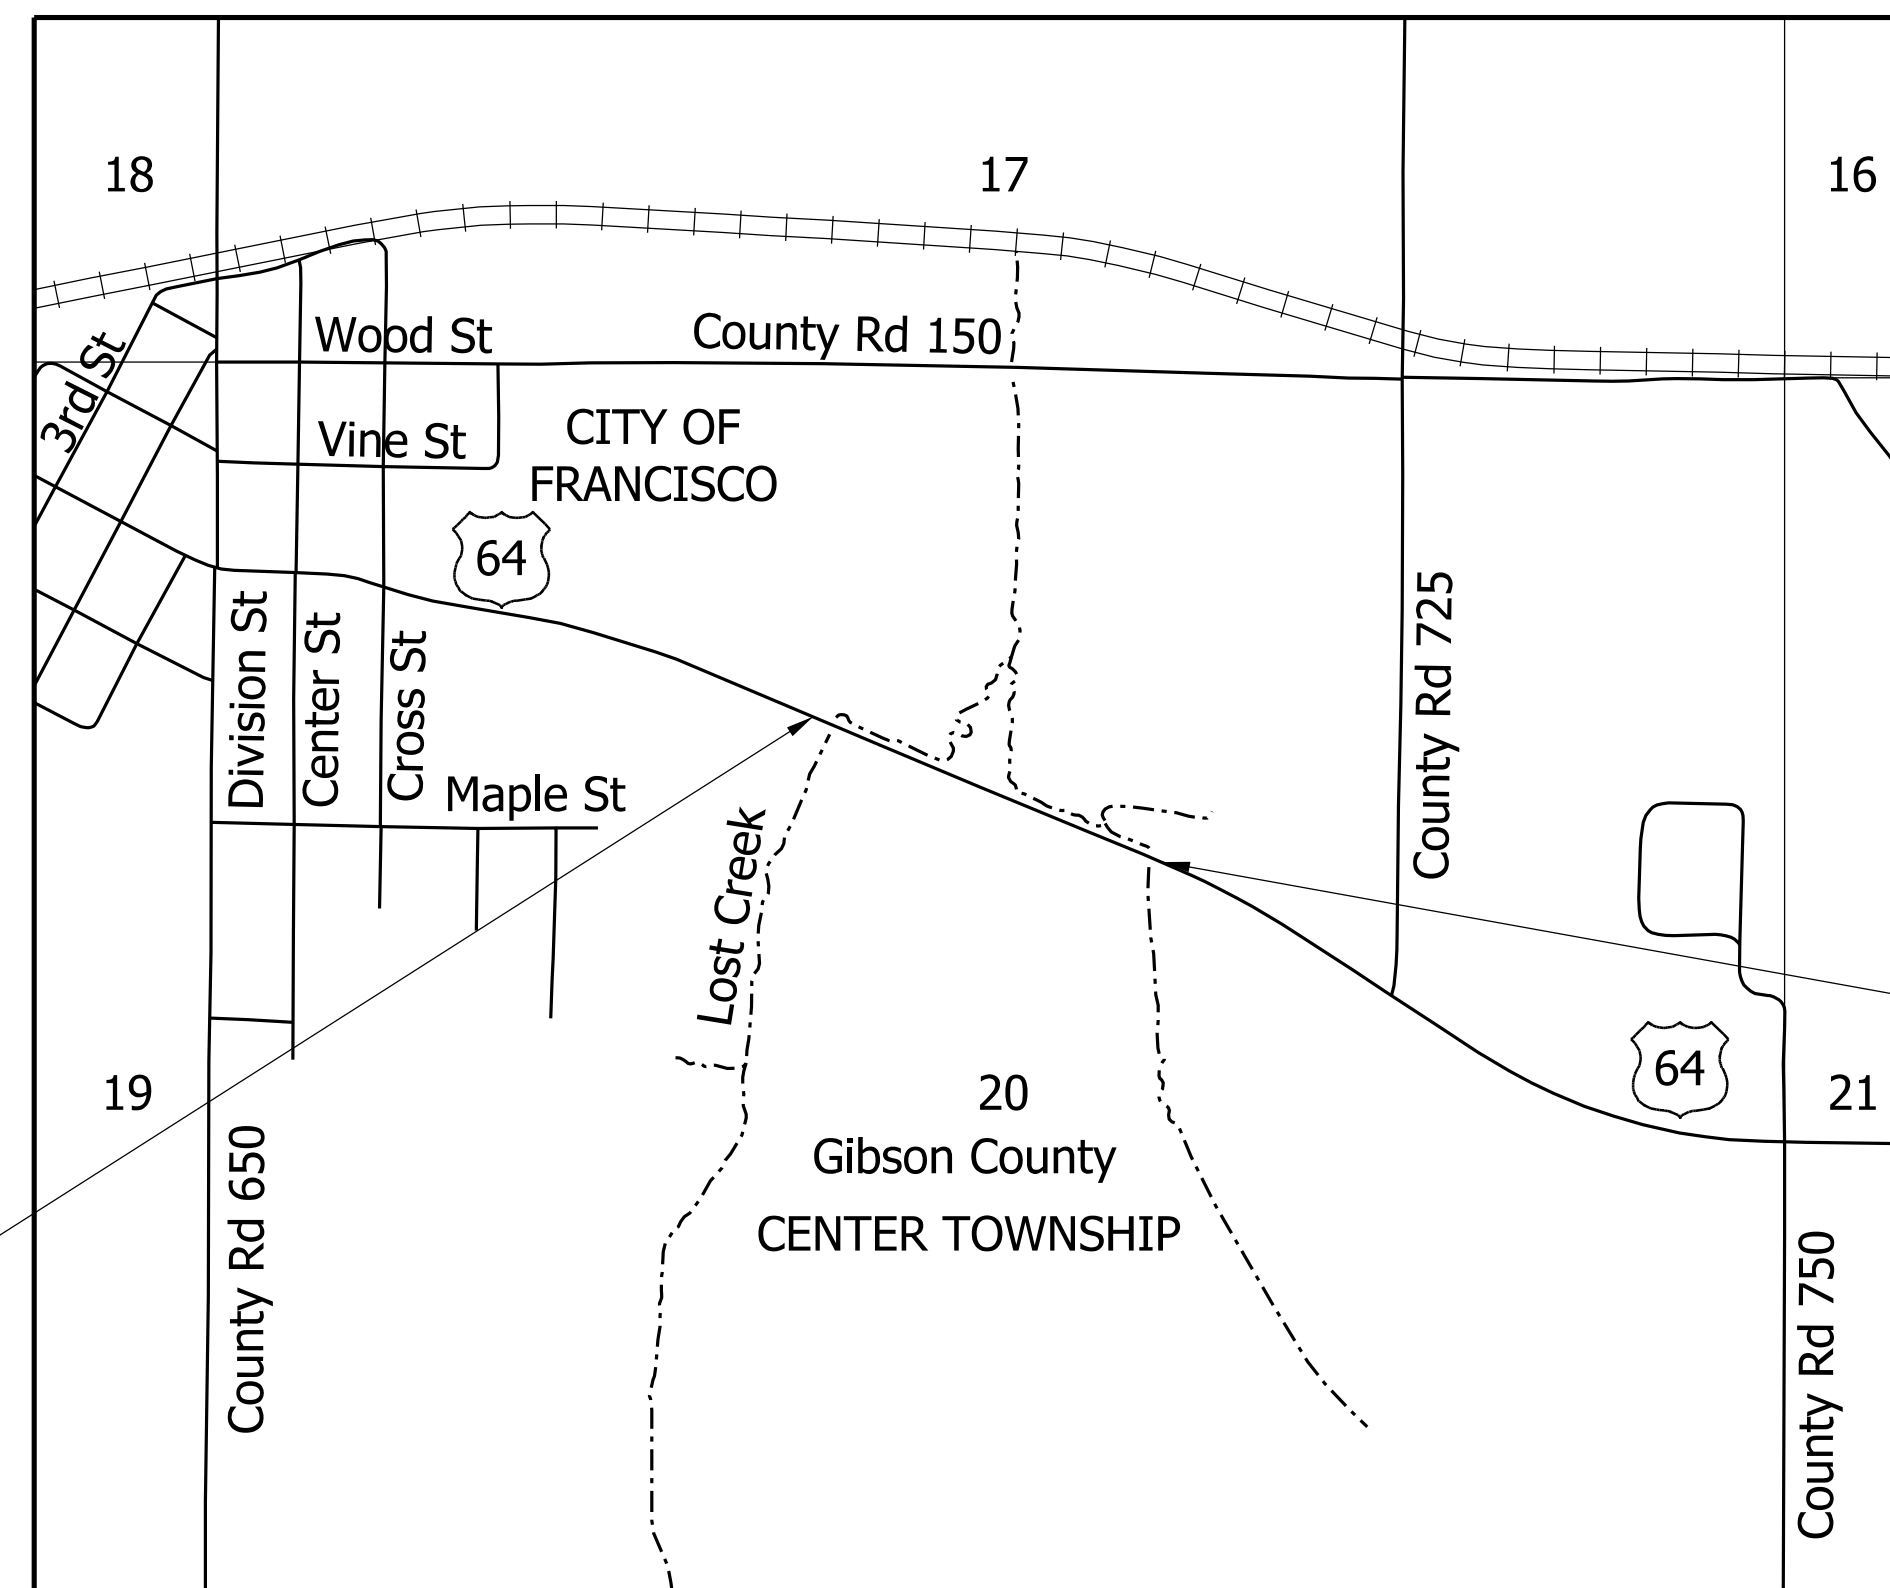 18
17
16
3rd St
Wood St
County Rd 150
Vine St
CITY OF
FRANCISCO
64
Division St
Center St
Cross St
County Rd 725
Maple St
Lost Creek
64
19
20
21
Gibson County
CENTER TOWNSHIP
County Rd 650
County Rd 750